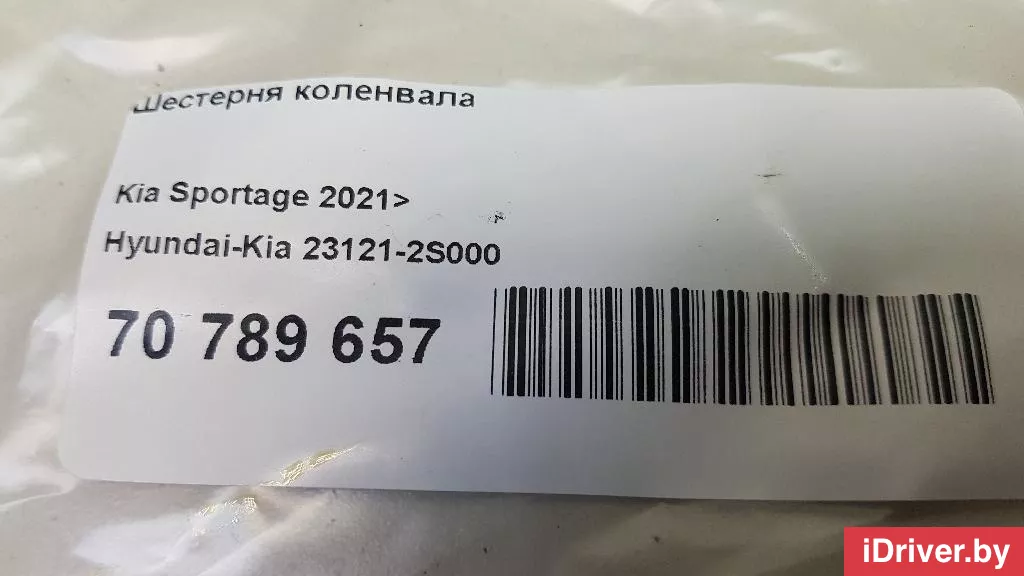 Шестерня коленвала
Kia Sportage 2021>
Hyundai-Kia 23121-2S000
70 789 657
iDriver.by